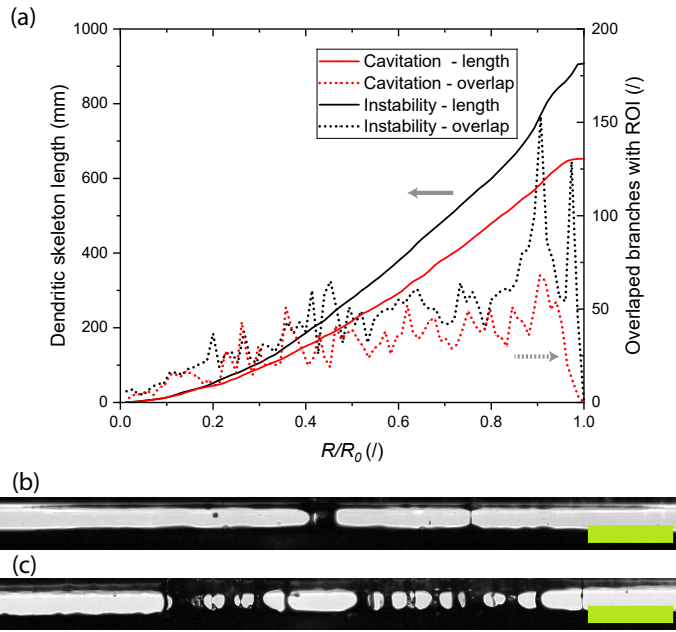 (a)
1000
800
600
400
200
0
Dendritic skeleton length (mm)
Cavitation - length
Cavitation - overlap
Instability - length
Instability - overlap
200
150
100
50
0
Overlaped branches with ROI (/)
0.0 0.2 0.4 0.6 0.8 1.0
R/R0 (/)
(b)
(c)